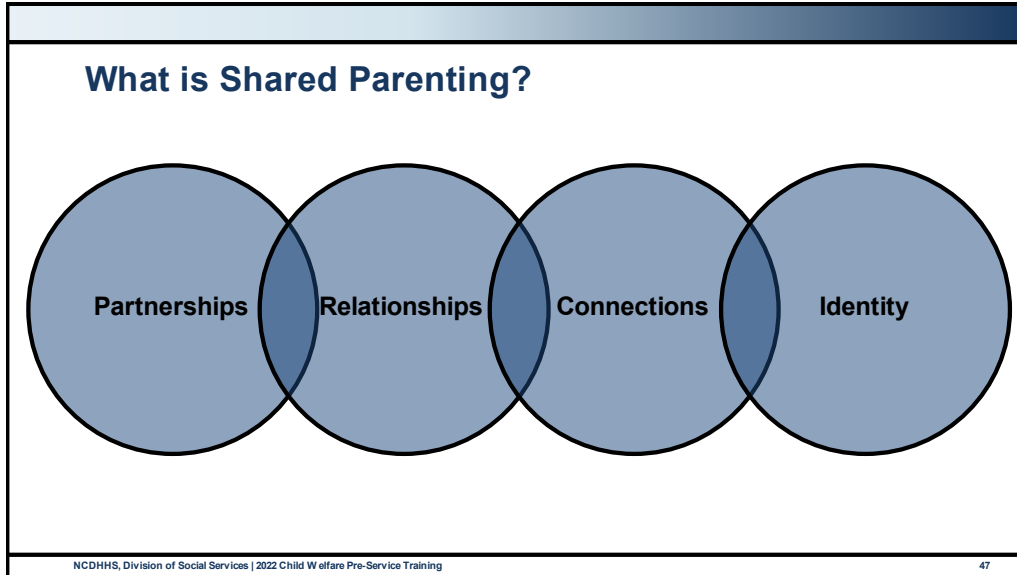 What is Shared Parenting?
Partnerships Relationships Connections Identity
NCDHHS, Division of Social Services | 2022 Child Welfare Pre-Service Training 47